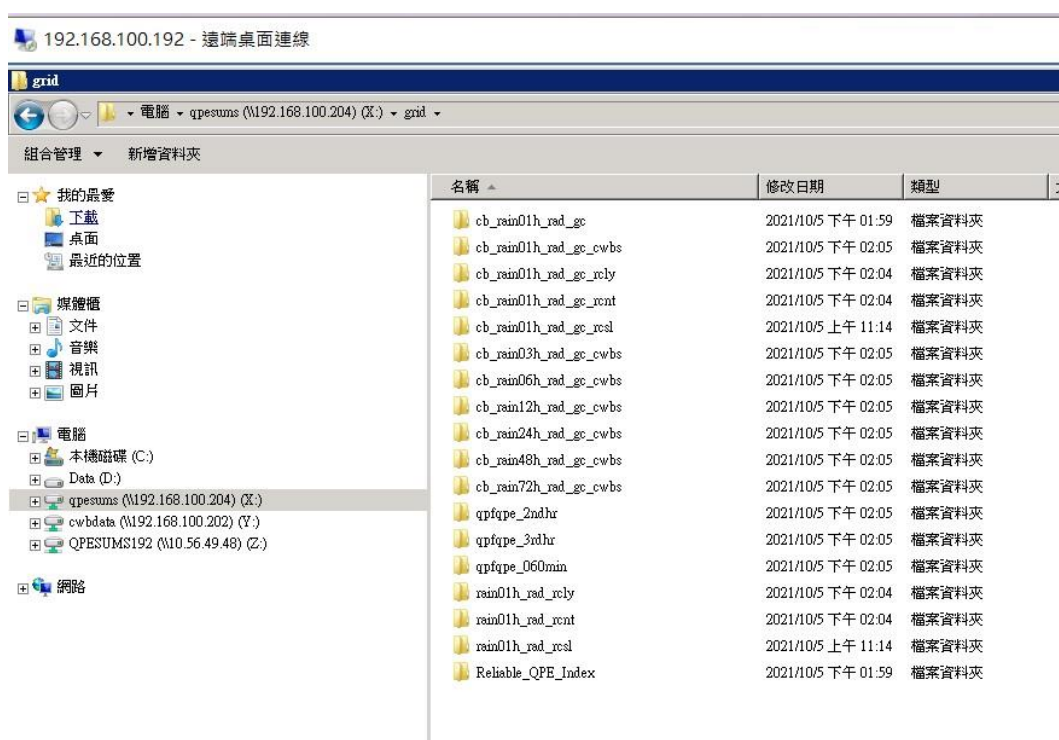 192.168.100.192 - 遠端桌面連線
grid
電腦 qpesums (\\192.168.100.204) (X:) grid
組合管理 新增資料夾
我的最愛
下載
桌面
最近的位置
媒體櫃
文件
音樂
視訊
圖片
電腦
本機磁碟 (C:)
Data (D:)
qpesums (\\192.168.100.204) (X:)
cwbdata (\\192.168.100.202) (Y:)
QPESUMS192 (\\10.56.49.48) (Z:)
網路
名稱 修改日期 類型
cb_rain01h_rad_gc 2021/10/5 下午 01:59 檔案資料夾
cb_rain01h_rad_gc_cwbs 2021/10/5 下午 02:05 檔案資料夾
cb_rain01h_rad_gc_rcly 2021/10/5 下午 02:04 檔案資料夾
cb_rain01h_rad_gc_rcnt 2021/10/5 下午 02:04 檔案資料夾
cb_rain01h_rad_gc_rcsl 2021/10/5 上午 11:14 檔案資料夾
cb_rain03h_rad_gc_cwbs 2021/10/5 下午 02:05 檔案資料夾
cb_rain06h_rad_gc_cwbs 2021/10/5 下午 02:05 檔案資料夾
cb_rain12h_rad_gc_cwbs 2021/10/5 下午 02:05 檔案資料夾
cb_rain24h_rad_gc_cwbs 2021/10/5 下午 02:05 檔案資料夾
cb_rain48h_rad_gc_cwbs 2021/10/5 下午 02:05 檔案資料夾
cb_rain72h_rad_gc_cwbs 2021/10/5 下午 02:05 檔案資料夾
qpfqpe_2ndhr 2021/10/5 下午 02:05 檔案資料夾
qpfqpe_3rdhr 2021/10/5 下午 02:05 檔案資料夾
qpfqpe_060min 2021/10/5 下午 02:05 檔案資料夾
rain01h_rad_rcly 2021/10/5 下午 02:04 檔案資料夾
rain01h_rad_rcnt 2021/10/5 下午 02:04 檔案資料夾
rain01h_rad_rcsl 2021/10/5 上午 11:14 檔案資料夾
Reliable_QPE_Index 2021/10/5 下午 01:59 檔案資料夾